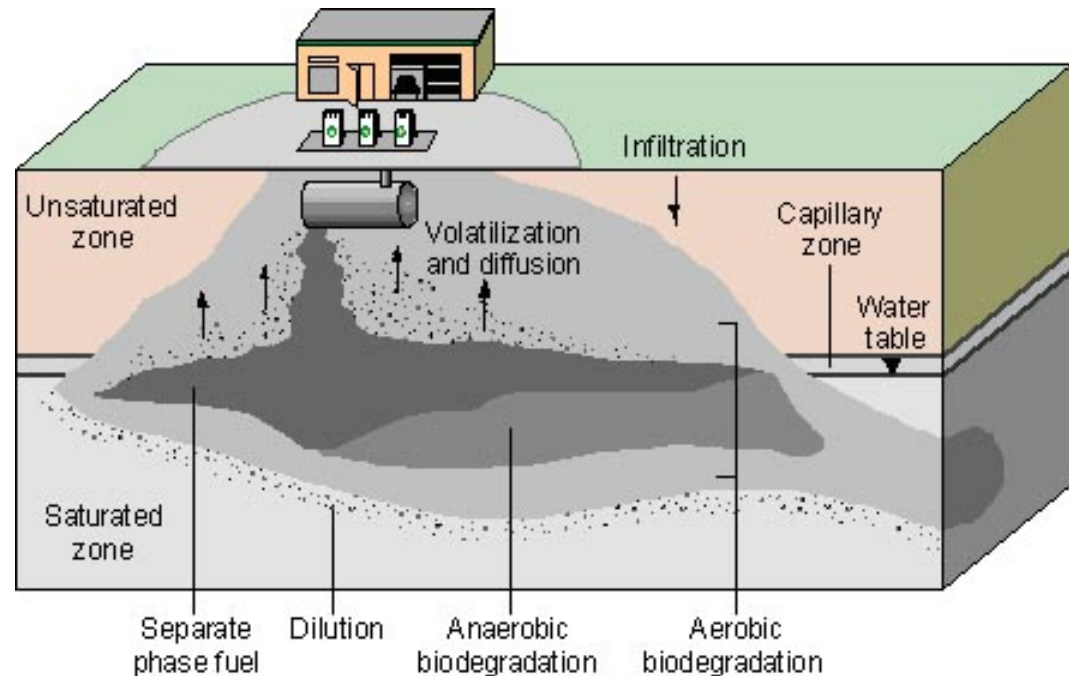 Infiltration
Unsaturated
zone
Capillary
zone
Volatilization
and diffusion
Water
table
Saturated
zone
Separate
phase fuel
Dilution
Anaerobic
biodegradation
Aerobic
biodegradation